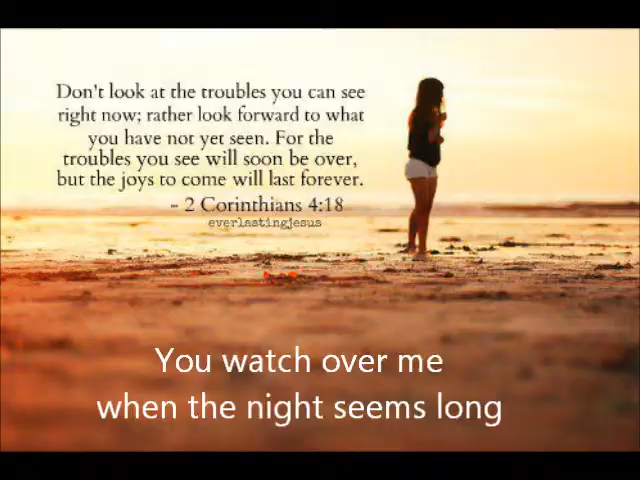 Don't look at the troubles you can see
right now; rather look forward to what
you have not yet seen. For the
troubles you see will soon be over,
but the joys to come will last forever.
- 2 Corinthians 4:18
everlastingjesus
You watch over me
when the night seems long